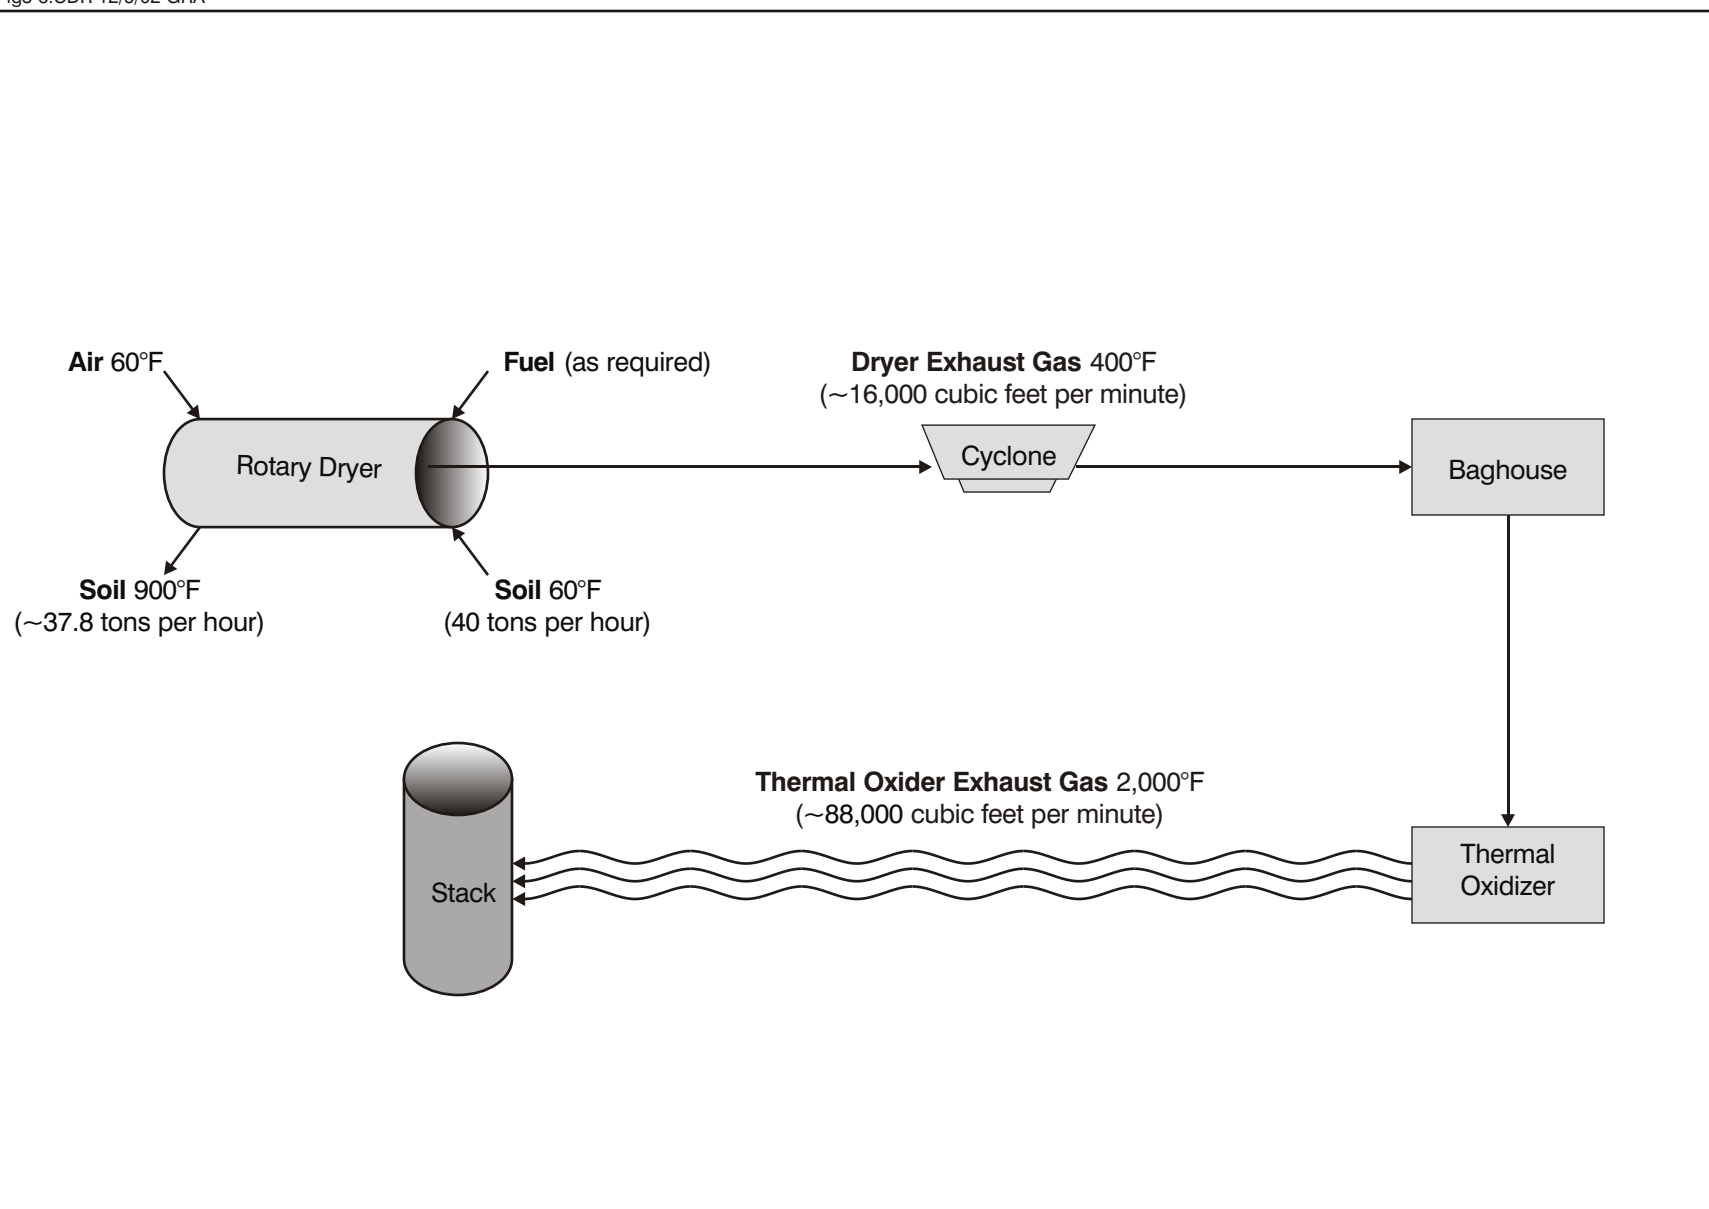 Air 60°F
Fuel (as required)
Dryer Exhaust Gas 400°F
(~16,000 cubic feet per minute)
Rotary Dryer
Cyclone
Baghouse
Soil 900°F
(~37.8 tons per hour)
Soil 60°F
(40 tons per hour)
Thermal Oxider Exhaust Gas 2,000°F
(~88,000 cubic feet per minute)
Thermal
Oxidizer
Stack